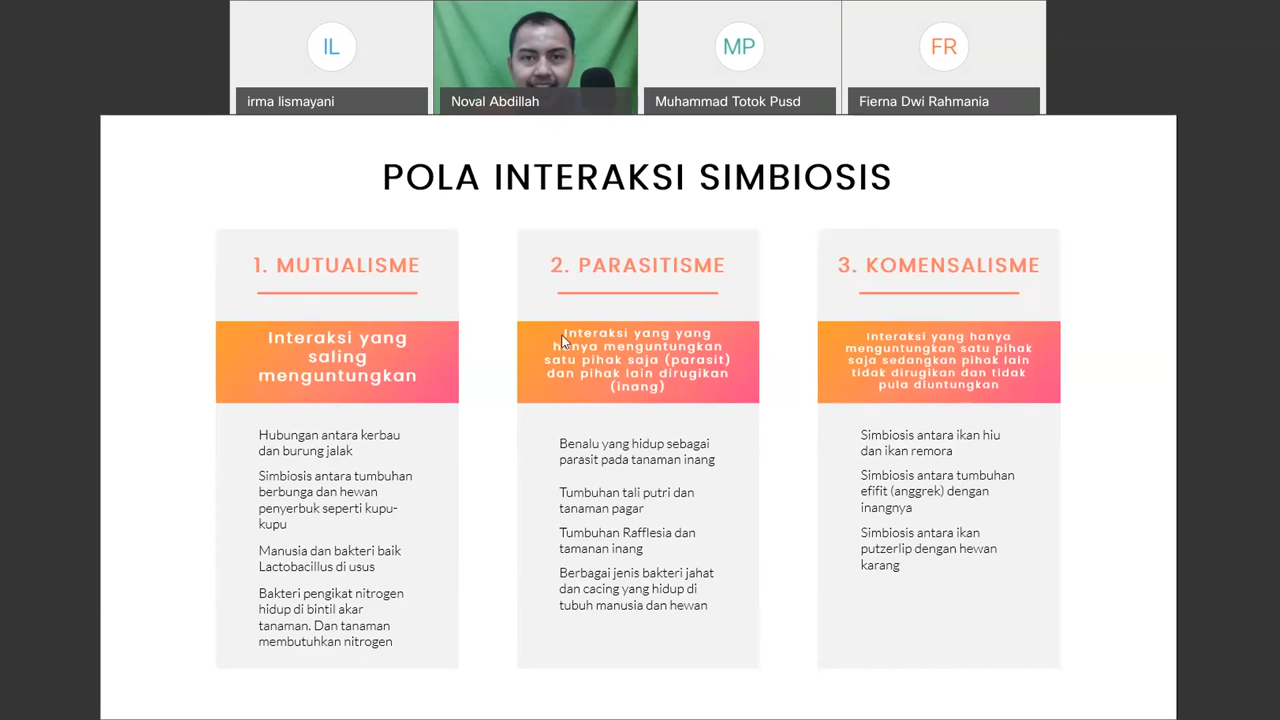 IL
MP
FR
irma lismayani
Noval Abdillah
Muhammad Totok Pusd
Fierna Dwi Rahmania
POLA INTERAKSI SIMBIOSIS
1. MUTUALISME
Interaksi yang
saling
menguntungkan
Hubungan antara kerbau
dan burung jalak
Simbiosis antara tumbuhan
berbunga dan hewan
penyerbuk seperti kupu-
kupu
Manusia dan bakteri baik
Lactobacillus di usus
Bakteri pengikat nitrogen
hidup di bintil akar
tanaman. Dan tanaman
membutuhkan nitrogen
2. PARASITISME
Interaksi yang yang
hanya menguntungkan
satu pihak saja (parasit)
dan pihak lain dirugikan
(inang)
Benalu yang hidup sebagai
parasit pada tanaman inang
Tumbuhan tali putri dan
tanaman pagar
Tumbuhan Rafflesia dan
tamanan inang
Berbagai jenis bakteri jahat
dan cacing yang hidup di
tubuh manusia dan hewan
3. KOMENSALISME
Interaksi yang hanya
menguntungkan satu pihak
saja sedangkan pihak lain
tidak dirugikan dan tidak
pula diuntungkan
Simbiosis antara ikan hiu
dan ikan remora
Simbiosis antara tumbuhan
efifit (anggrek) dengan
inangnya
Simbiosis antara ikan
putzerlip dengan hewan
karang